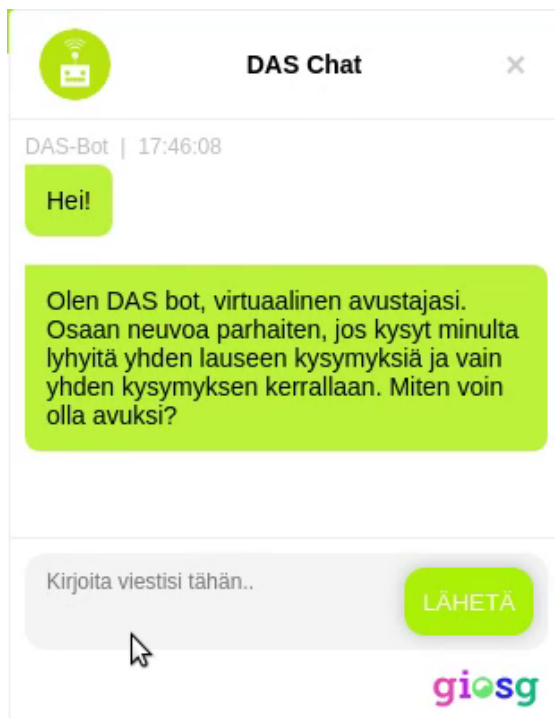 DAS Chat
×
DAS-Bot | 17:46:08
Hei!
Olen DAS bot, virtuaalinen avustajasi.
Osaan neuvoa parhaiten, jos kysyt minulta
lyhyitä yhden lauseen kysymyksiä ja vain
yhden kysymyksen kerrallaan. Miten voin
olla avuksi?
Kirjoita viestisi tähän..
LÄHETÄ
giosg